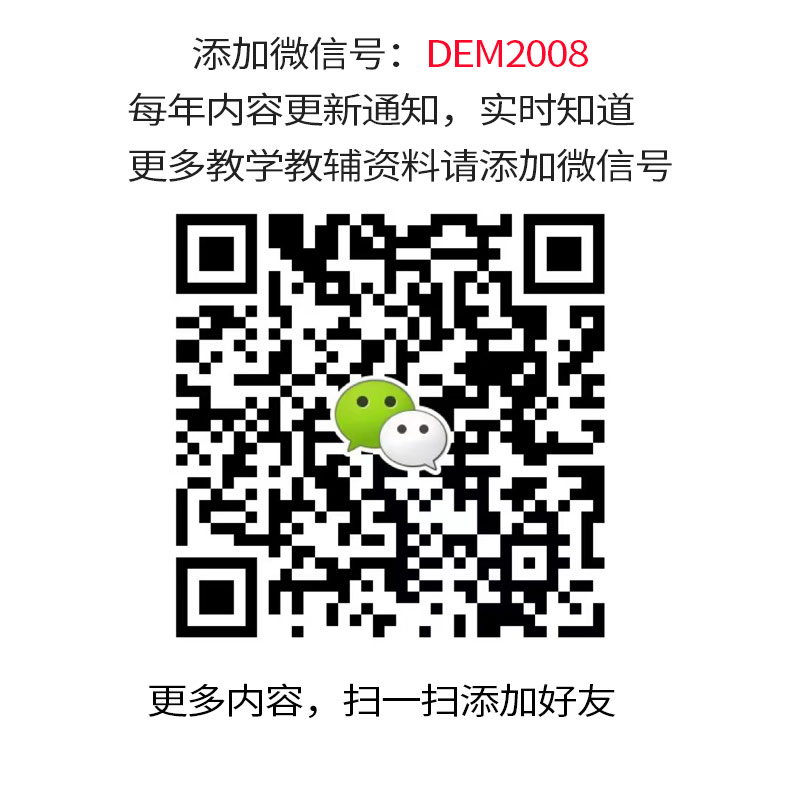 添加微信号：DEM2008
每年内容更新通知，实时知道
更多教学教辅资料请添加微信号
更多内容，扫一扫添加好友